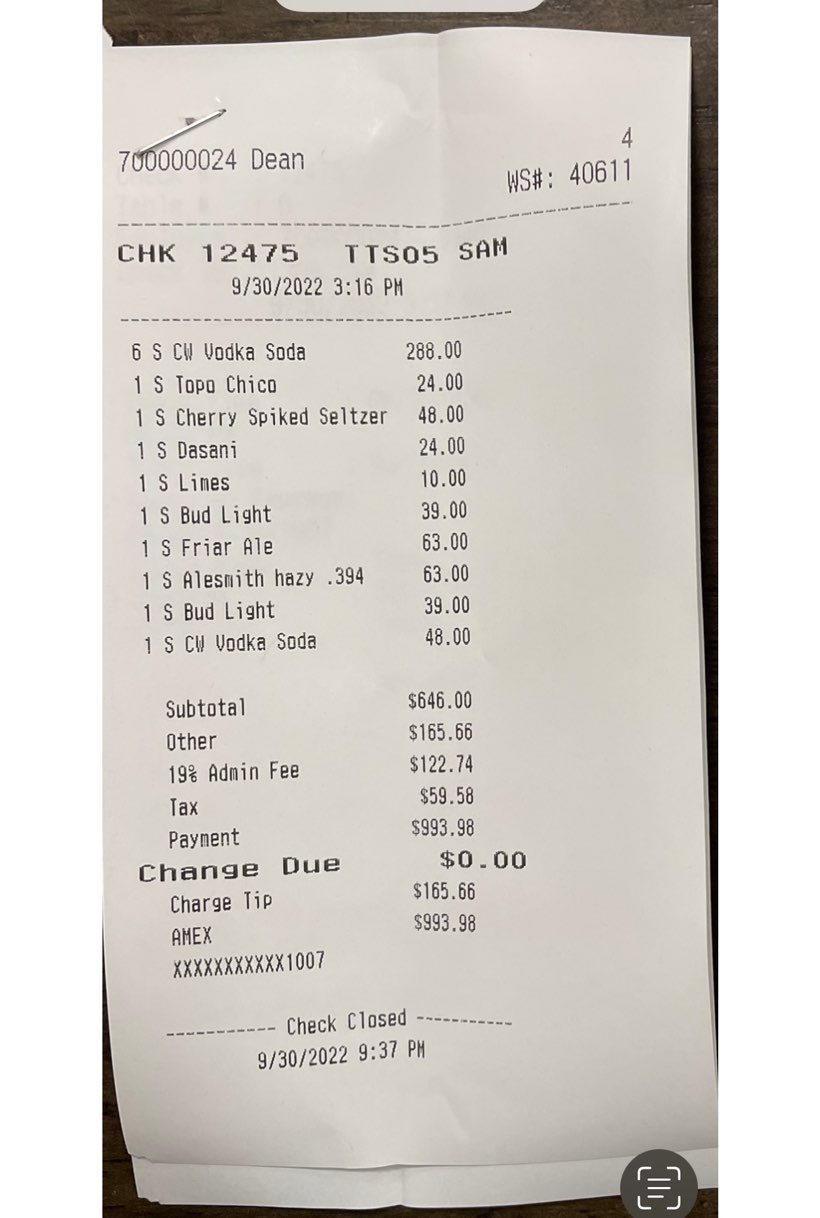 4
700000024 Dean
WS#: 40611
CHK 12475 TTS05 SAM
9/30/2022 3:16 PM
6 S CW Vodka Soda 288.00
1 S Topo Chico 24.00
1 S Cherry Spiked Seltzer 48.00
1 S Dasani 24.00
1 S Limes 10.00
1 S Bud Light 39.00
1 S Friar Ale 63.00
1 S Alesmith hazy .394 63.00
1 S Bud Light 39.00
1 S CW Vodka Soda 48.00
Subtotal $646.00
Other $165.66
19% Admin Fee $122.74
Tax $59.58
Payment $993.98
Change Due $0.00
Charge Tip $165.66
AMEX $993.98
XXXXXXXXXXX1007
----------- Check Closed -----------
9/30/2022 9:37 PM